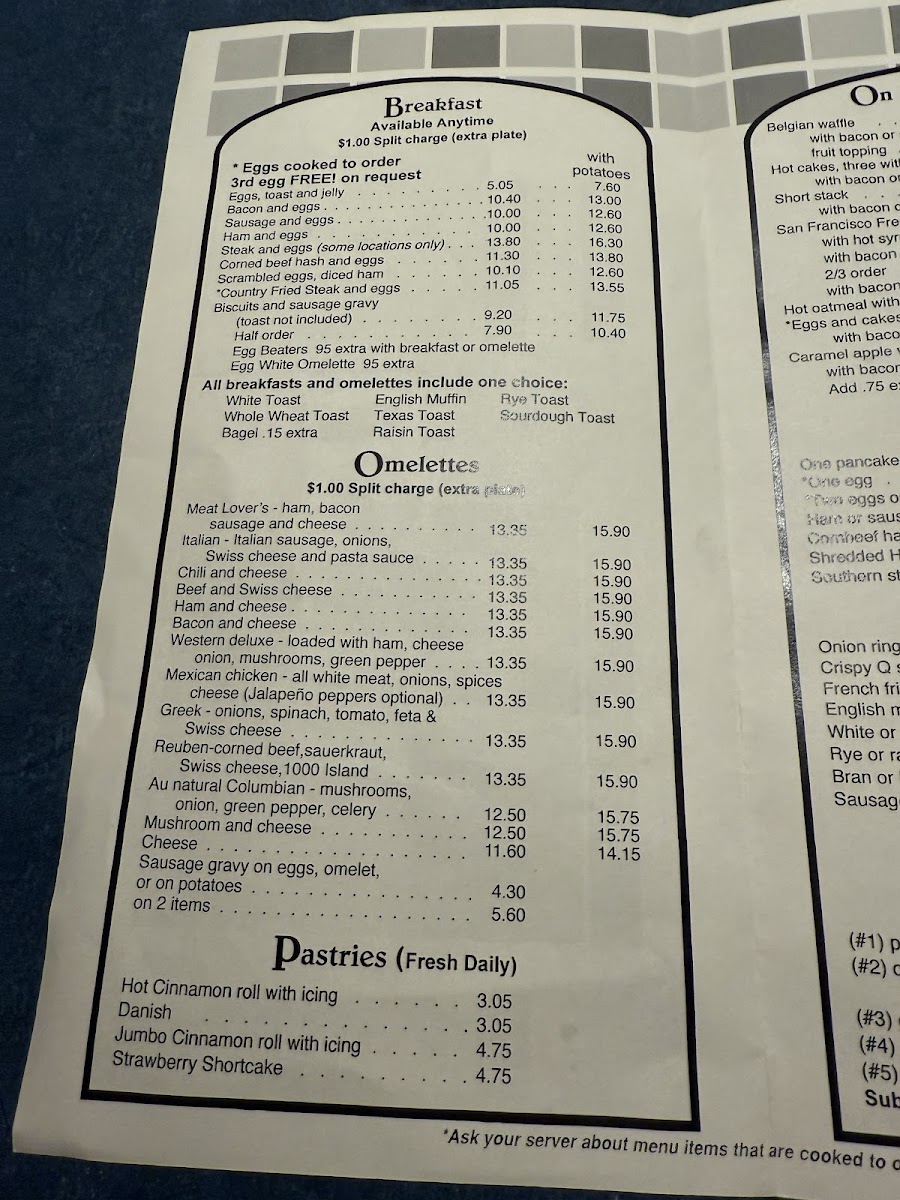 Breakfast
Available Anytime
$1.00 Split charge (extra plate)
* Eggs cooked to order
3rd egg FREE! on request
with
potatoes
Eggs, toast and jelly . . . . . . . . . 5.05 . . . 7.60
Bacon and eggs . . . . . . . . . . . 10.40 . . . 13.00
Sausage and eggs . . . . . . . . . . 10.00 . . . 12.60
Ham and eggs . . . . . . . . . . . 10.00 . . . 12.60
Steak and eggs (some locations only) . . . 13.80 . . . 16.30
Corned beef hash and eggs . . . . . . 11.30 . . . 13.80
Scrambled eggs, diced ham . . . . . . 10.10 . . . 12.60
*Country Fried Steak and eggs . . . . . 11.05 . . . 13.55
Biscuits and sausage gravy
(toast not included) . . . . . . . . 9.20 . . . 11.75
Half order . . . . . . . . . . . . 7.90 . . . 10.40
Egg Beaters 95 extra with breakfast or omelette
Egg White Omelette 95 extra
All breakfasts and omelettes include one choice:
White Toast English Muffin Rye Toast
Whole Wheat Toast Texas Toast Sourdough Toast
Bagel .15 extra Raisin Toast
Omelettes
$1.00 Split charge (extra plate)
Meat Lover's - ham, bacon
sausage and cheese . . . . . . . . . . 13.35 15.90
Italian - Italian sausage, onions,
Swiss cheese and pasta sauce . . . . . 13.35 15.90
Chili and cheese . . . . . . . . . . . . 13.35 15.90
Beef and Swiss cheese . . . . . . . . . 13.35 15.90
Ham and cheese . . . . . . . . . . . . 13.35 15.90
Bacon and cheese . . . . . . . . . . . 13.35 15.90
Western deluxe - loaded with ham, cheese
onion, mushrooms, green pepper . . . . 13.35 15.90
Mexican chicken - all white meat, onions, spices
cheese (Jalapeño peppers optional) . . 13.35 15.90
Greek - onions, spinach, tomato, feta &
Swiss cheese . . . . . . . . . . . . 13.35 15.90
Reuben-corned beef,sauerkraut,
Swiss cheese,1000 Island . . . . . . . 13.35 15.90
Au natural Columbian - mushrooms,
onion, green pepper, celery . . . . . . 12.50 15.75
Mushroom and cheese . . . . . . . . . . 12.50 15.75
Cheese . . . . . . . . . . . . . . . . . 11.60 14.15
Sausage gravy on eggs, omelet,
or on potatoes . . . . . . . . . . . . . 4.30
on 2 items . . . . . . . . . . . . . . . 5.60
Pastries (Fresh Daily)
Hot Cinnamon roll with icing . . . . . . 3.05
Danish . . . . . . . . . . . . . 3.05
Jumbo Cinnamon roll with icing . . . . . 4.75
Strawberry Shortcake . . . . . . . . . 4.75
On
Belgian waffle . .
with bacon or
fruit topping .
Hot cakes, three
with bacon
Short stack . .
with bacon
San Francisco
with hot
with bacon
2/3 order
with bacon
Hot oatmeal with
*Eggs and cakes
with
Caramel apple
with bacon
Add .75
One pancake
*One egg .
*Two eggs
Ham or
Cornbeef
Shredded
Southern
Onion
Crispy Q
French
English
White or
Rye or
Bran or
(#1)
(#2)
(#3)
(#4)
(#5)
*Ask your server about menu items that are cooked to